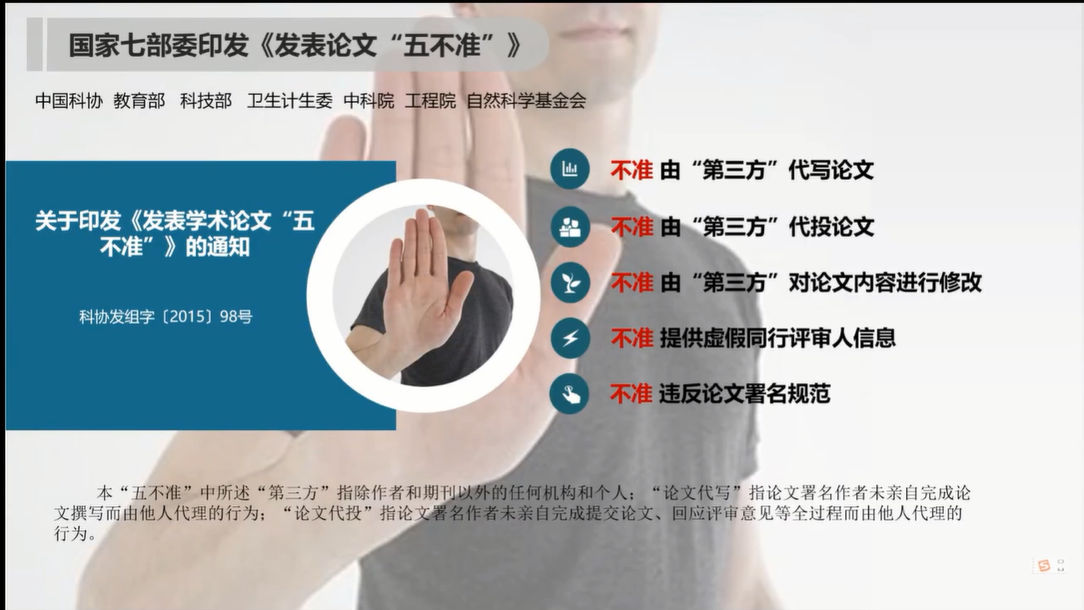 国家七部委印发《发表论文“五不准”》
中国科协 教育部 科技部 卫生计生委 中科院 工程院 自然科学基金会
关于印发《发表学术论文“五
不准”》的通知
科协发组字〔2015〕98号
不准 由“第三方”代写论文
不准 由“第三方”代投论文
不准 由“第三方”对论文内容进行修改
不准 提供虚假同行评审人信息
不准 违反论文署名规范
本“五不准”中所述“第三方”指除作者和期刊以外的任何机构和个人；“论文代写”指论文署名作者未亲自完成论
文撰写而由他人代理的行为；“论文代投”指论文署名作者未亲自完成提交论文、回应评审意见等全过程而由他人代理的
行为。